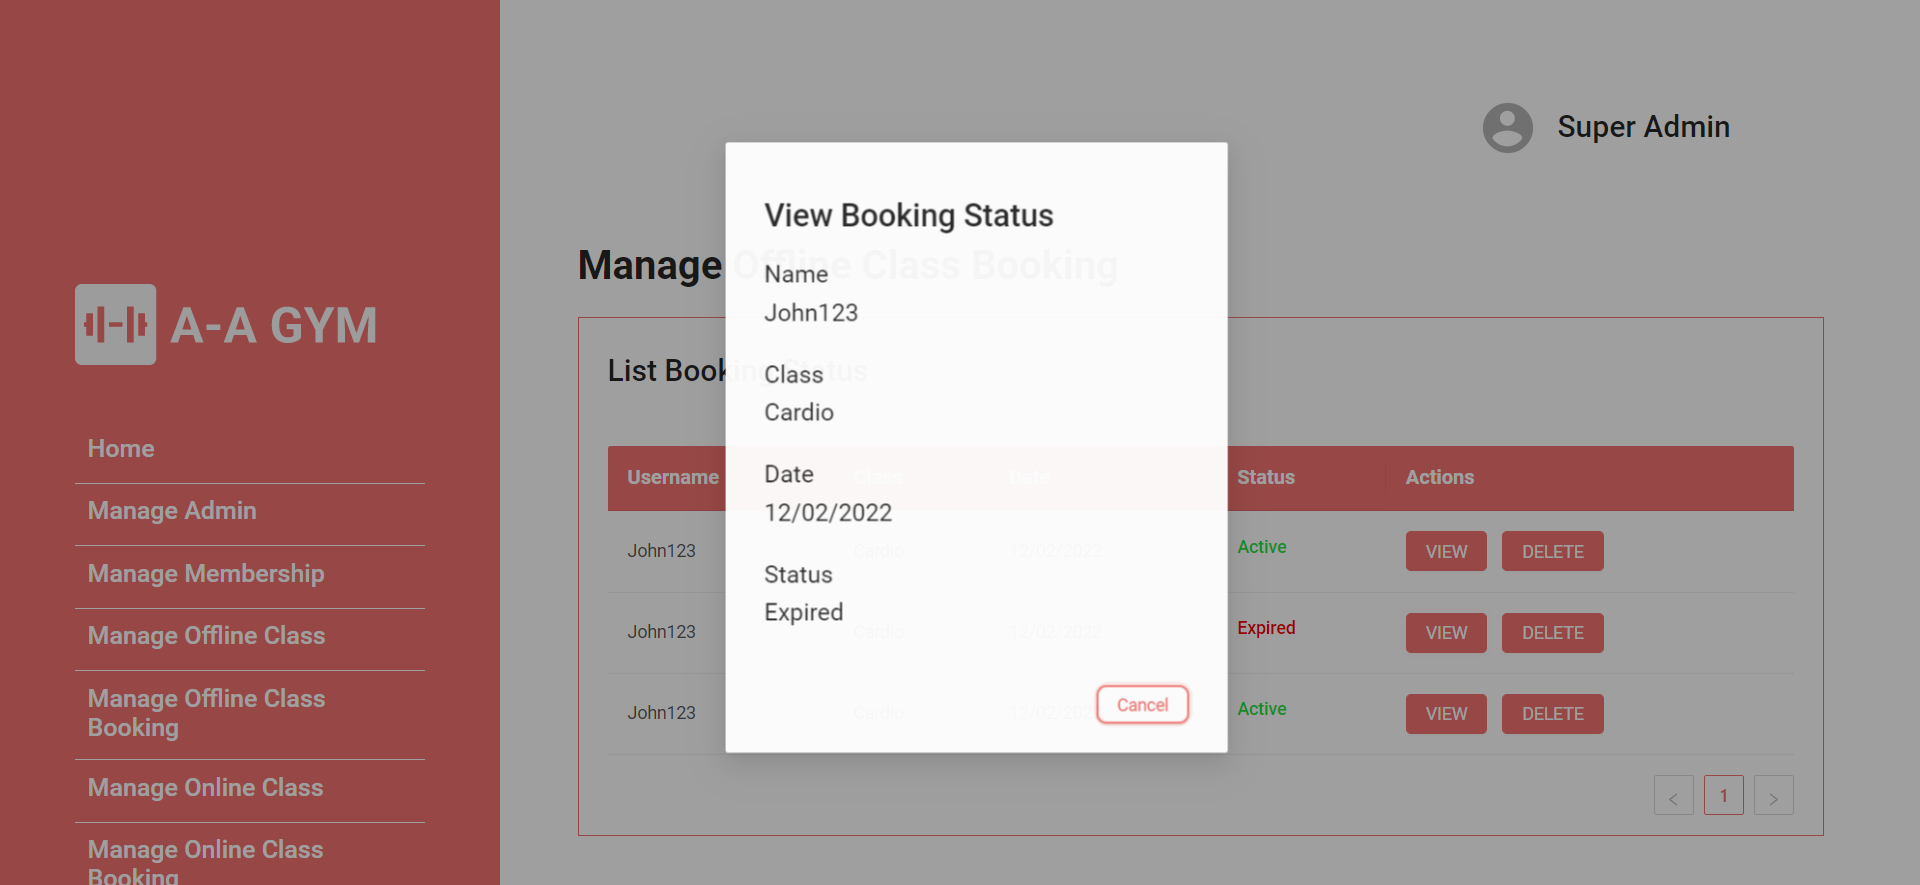 Super Admin
A-A GYM
Home
Manage Admin
Manage Membership
Manage Offline Class
Manage Offline Class
Booking
Manage Online Class
Manage Online Class
Booking
Manage Offline Class Booking
List Booking Status
Username Class Date Status Actions
John123 Cardio 12/02/2022 Active VIEW DELETE
John123 Cardio 12/02/2022 Expired VIEW DELETE
John123 Cardio 12/02/2022 Active VIEW DELETE
< 1 >
View Booking Status
Name
John123
Class
Cardio
Date
12/02/2022
Status
Expired
Cancel